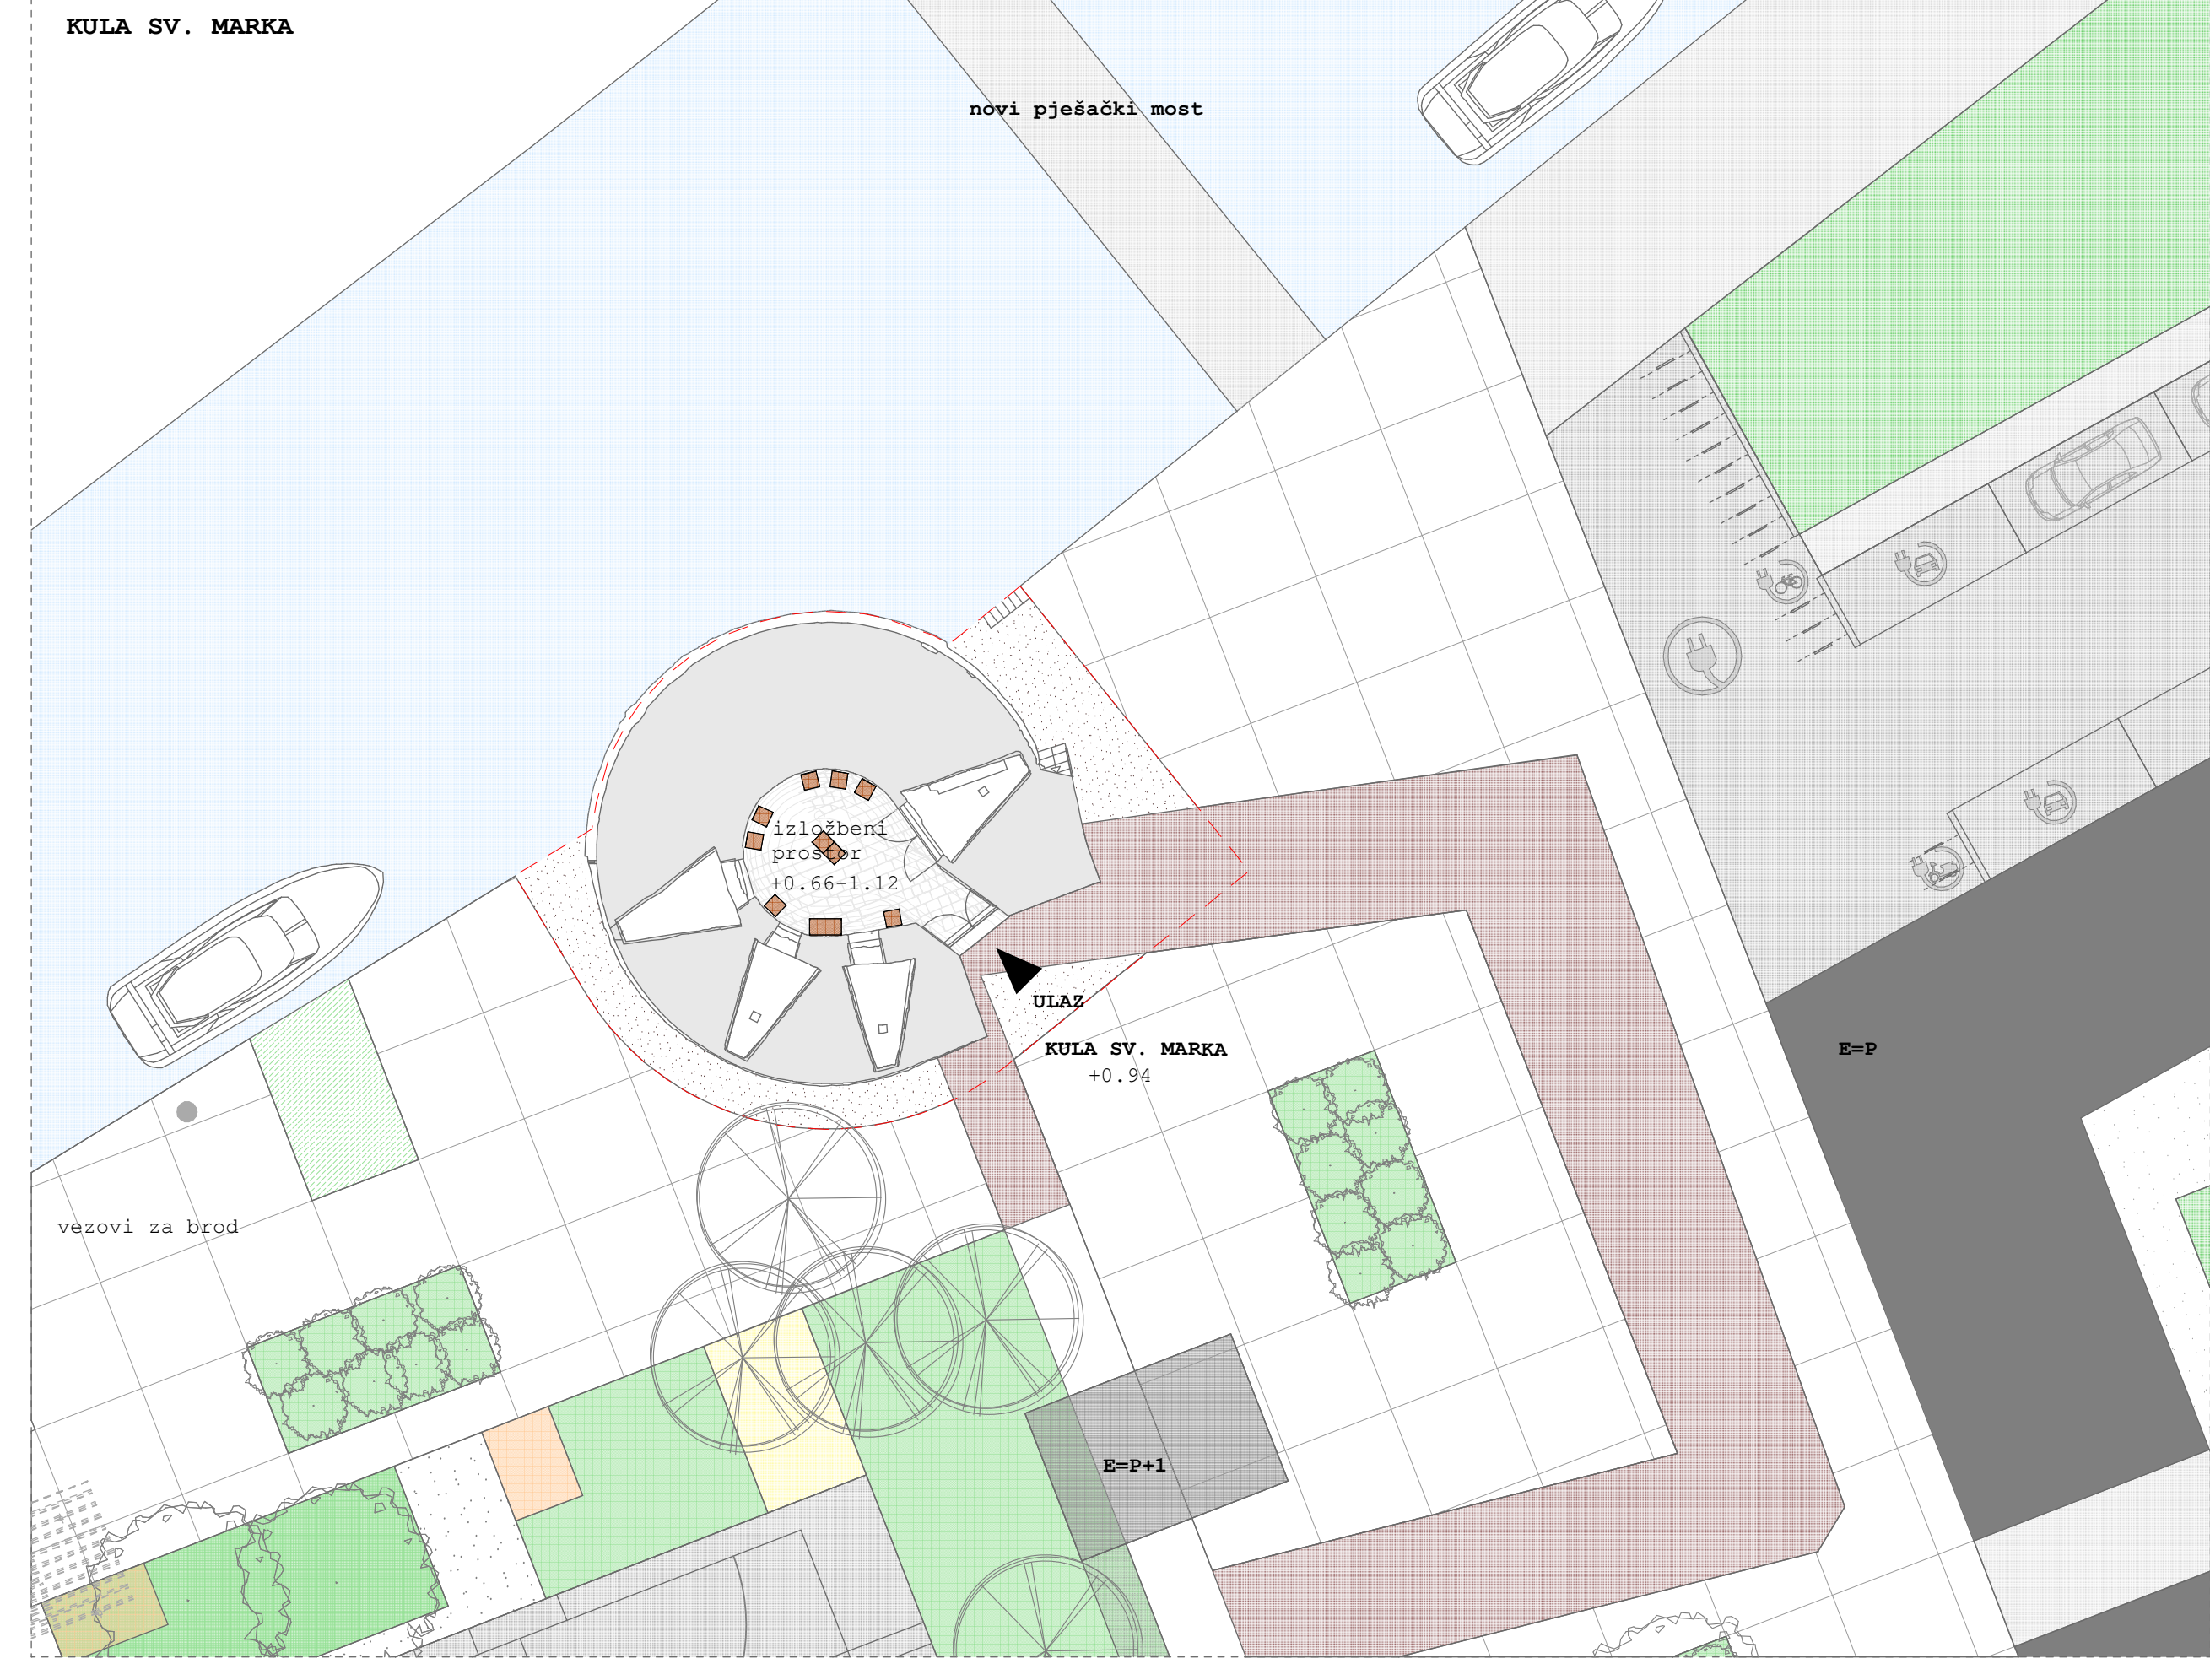 KULA SV. MARKA
novi pješački most
izložbeni
prostor
+0.66-1.12
ULAZ
KULA SV. MARKA
+0.94
E=P
vezovi za brod
E=P+1